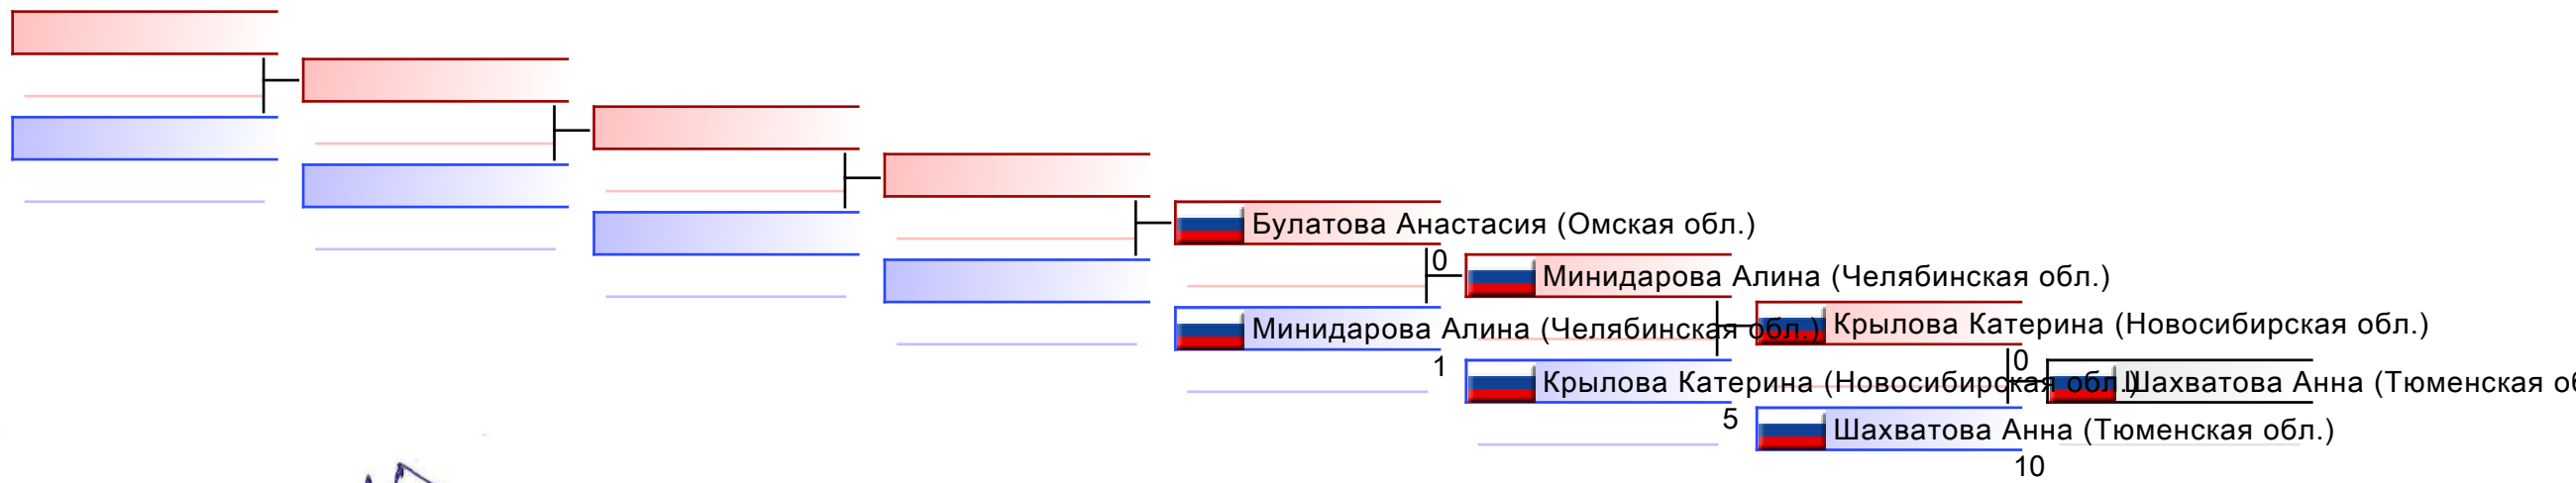 Булатова Анастасия (Омская обл.)
0
Минидарова Алина (Челябинская обл.)
Минидарова Алина (Челябинская обл.)
1
Крылова Катерина (Новосибирская обл.)
Крылова Катерина (Новосибирская обл.)
5
0
Шахватова Анна (Тюменская об
Шахватова Анна (Тюменская обл.)
10